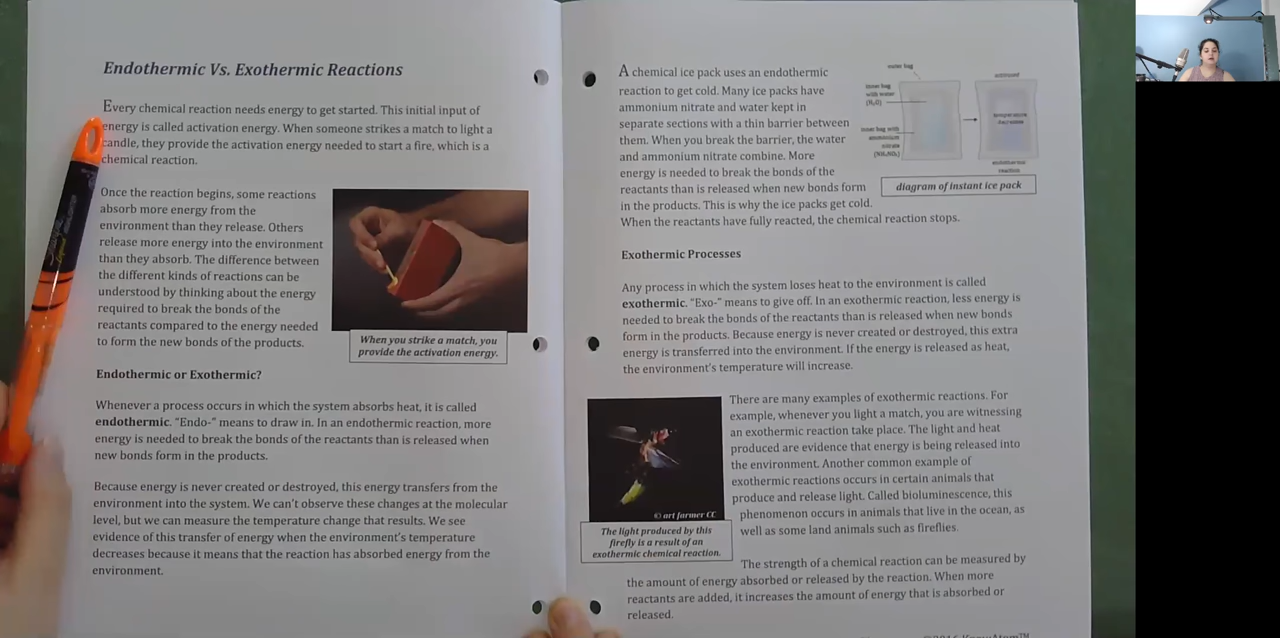 Endothermic Vs. Exothermic Reactions
Every chemical reaction needs energy to get started. This initial input of
energy is called activation energy. When someone strikes a match to light a
candle, they provide the activation energy needed to start a fire, which is a
chemical reaction.
Once the reaction begins, some reactions
absorb more energy from the
environment than they release. Others
release more energy into the environment
than they absorb. The difference between
the different kinds of reactions can be
understood by thinking about the energy
required to break the bonds of the
reactants compared to the energy needed
to form the new bonds of the products.
When you strike a match, you
provide the activation energy.
Endothermic or Exothermic?
Whenever a process occurs in which the system absorbs heat, it is called
endothermic. “Endo-” means to draw in. In an endothermic reaction, more
energy is needed to break the bonds of the reactants than is released when
new bonds form in the products.
Because energy is never created or destroyed, this energy transfers from the
environment into the system. We can’t observe these changes at the molecular
level, but we can measure the temperature change that results. We see
evidence of this transfer of energy when the environment’s temperature
decreases because it means that the reaction has absorbed energy from the
environment.
A chemical ice pack uses an endothermic
reaction to get cold. Many ice packs have
ammonium nitrate and water kept in
separate sections with a thin barrier between
them. When you break the barrier, the water
and ammonium nitrate combine. More
energy is needed to break the bonds of the
reactants than is released when new bonds form
in the products. This is why the ice packs get cold.
When the reactants have fully reacted, the chemical reaction stops.
outer bag
inner bag
with water
(H₂O)
inner bag with
ammonium
nitrate
(NH₄NO₃)
activated
temperature
decreases
endothermic
reaction
diagram of instant ice pack
Exothermic Processes
Any process in which the system loses heat to the environment is called
exothermic. “Exo-” means to give off. In an exothermic reaction, less energy is
needed to break the bonds of the reactants than is released when new bonds
form in the products. Because energy is never created or destroyed, this extra
energy is transferred into the environment. If the energy is released as heat,
the environment’s temperature will increase.
© art farmer CC
The light produced by this
firefly is a result of an
exothermic chemical reaction.
There are many examples of exothermic reactions. For
example, whenever you light a match, you are witnessing
an exothermic reaction take place. The light and heat
produced are evidence that energy is being released into
the environment. Another common example of
exothermic reactions occurs in certain animals that
produce and release light. Called bioluminescence, this
phenomenon occurs in animals that live in the ocean, as
well as some land animals such as fireflies.
The strength of a chemical reaction can be measured by
the amount of energy absorbed or released by the reaction. When more
reactants are added, it increases the amount of energy that is absorbed or
released.